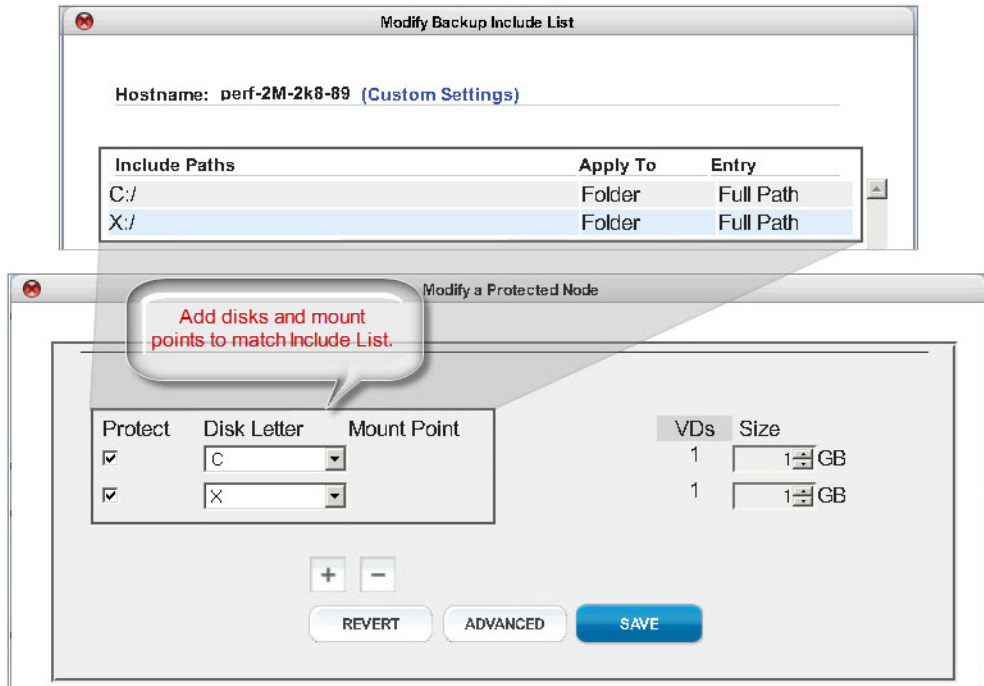 Modify Backup Include List
Hostname: perf-2M-2k8-89 (Custom Settings)
Include Paths Apply To Entry
C:/ Folder Full Path
X:/ Folder Full Path
Modify a Protected Node
Add disks and mount
points to match Include List.
Protect Disk Letter Mount Point VDs Size
C 1 1 GB
X 1 1 GB
+ −
REVERT ADVANCED SAVE